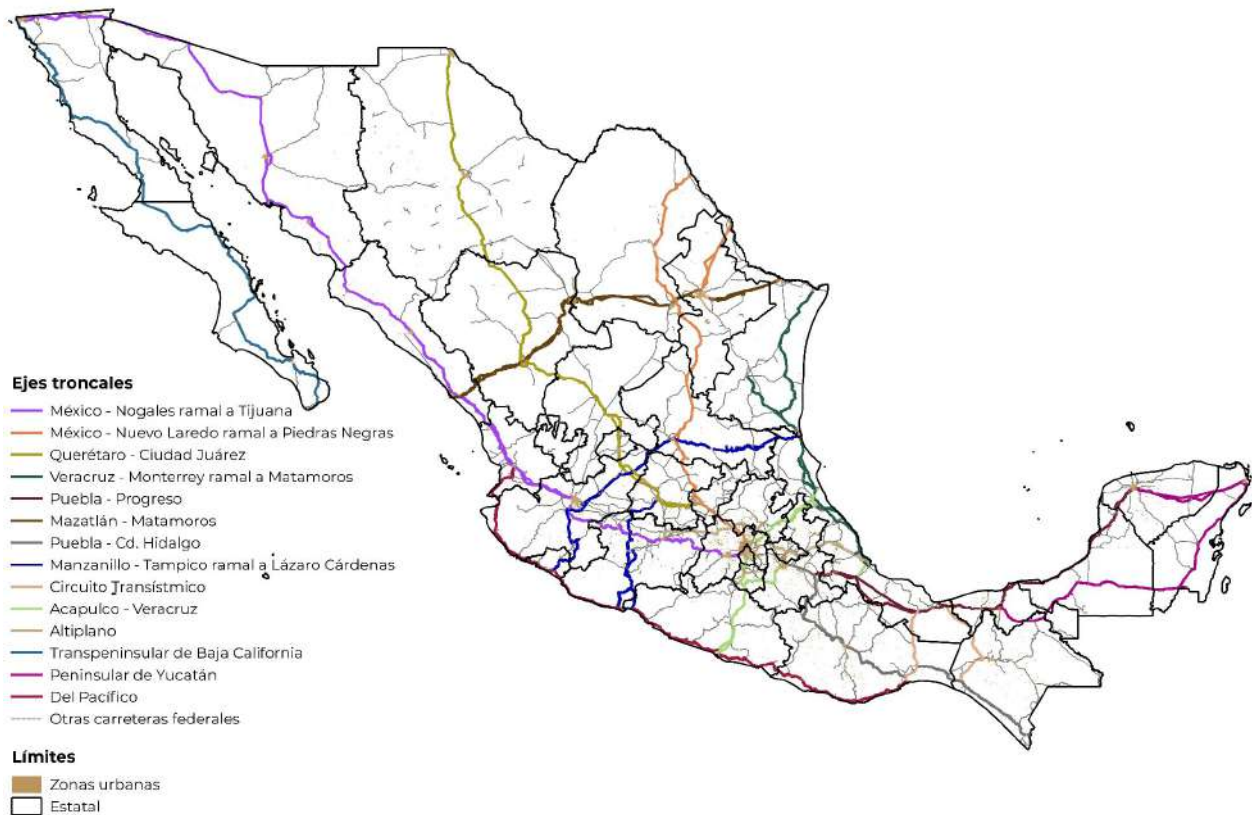 Ejes troncales
México - Nogales ramal a Tijuana
México - Nuevo Laredo ramal a Piedras Negras
Querétaro - Ciudad Juárez
Veracruz - Monterrey ramal a Matamoros
Puebla - Progreso
Mazatlán - Matamoros
Puebla - Cd. Hidalgo
Manzanillo - Tampico ramal a Lázaro Cárdenas
Circuito Transístmico
Acapulco - Veracruz
Altiplano
Transpeninsular de Baja California
Peninsular de Yucatán
Del Pacífico
Otras carreteras federales
Límites
Zonas urbanas
Estatal